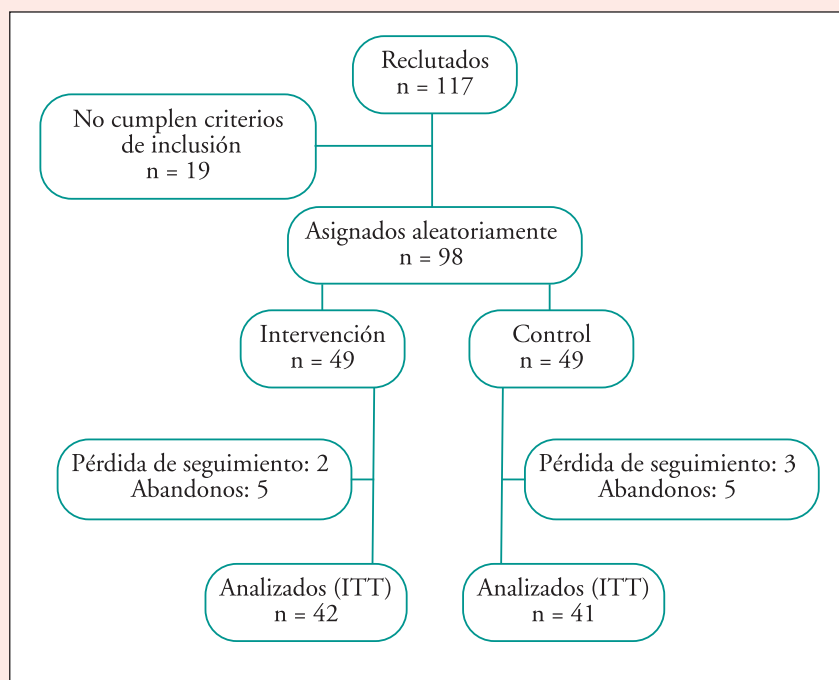 Reclutados
n = 117
No cumplen criterios
de inclusión
n = 19
Asignados aleatoriamente
n = 98
Intervención
n = 49
Control
n = 49
Pérdida de seguimiento: 2
Abandonos: 5
Pérdida de seguimiento: 3
Abandonos: 5
Analizados (ITT)
n = 42
Analizados (ITT)
n = 41